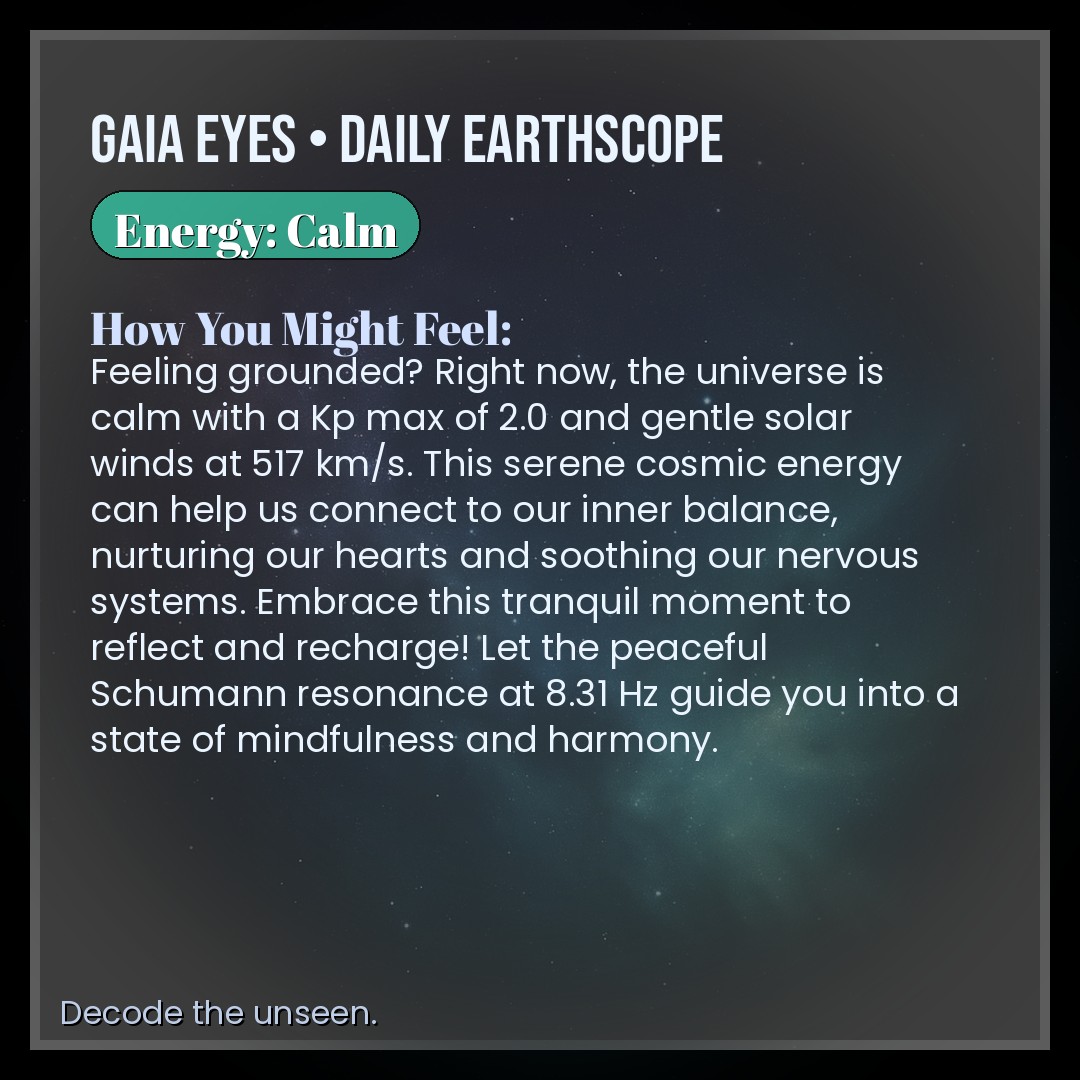 GAIA EYES • DAILY EARTHSCOPE
Energy: Calm
How You Might Feel:
Feeling grounded? Right now, the universe is
calm with a Kp max of 2.0 and gentle solar
winds at 517 km/s. This serene cosmic energy
can help us connect to our inner balance,
nurturing our hearts and soothing our nervous
systems. Embrace this tranquil moment to
reflect and recharge! Let the peaceful
Schumann resonance at 8.31 Hz guide you into a
state of mindfulness and harmony.
Decode the unseen.